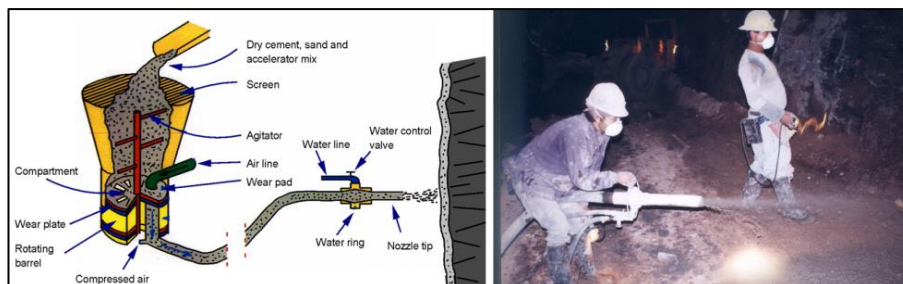 Dry cement, sand and
accelerator mix
Screen
Agitator
Air line
Wear pad
Compartment
Wear plate
Rotating
barrel
Compressed air
Water line
Water control
valve
Water ring
Nozzle tip